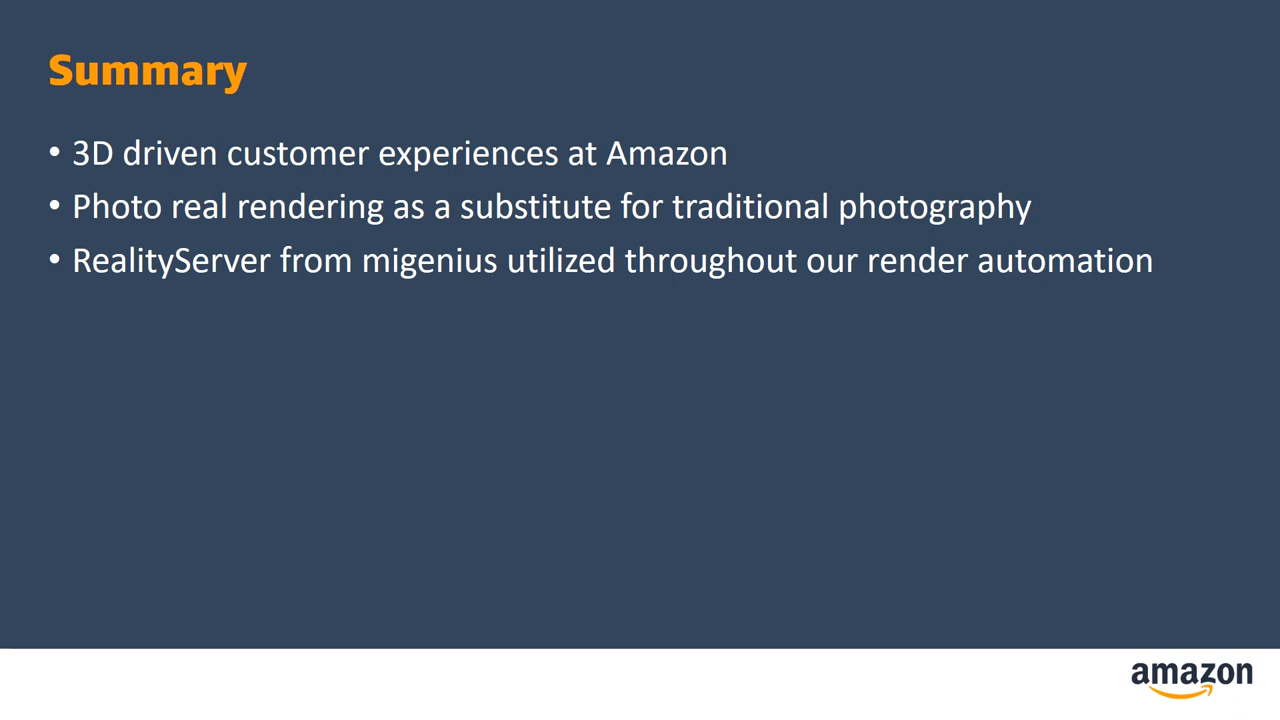 Summary
• 3D driven customer experiences at Amazon
• Photo real rendering as a substitute for traditional photography
• RealityServer from migenius utilized throughout our render automation
amazon